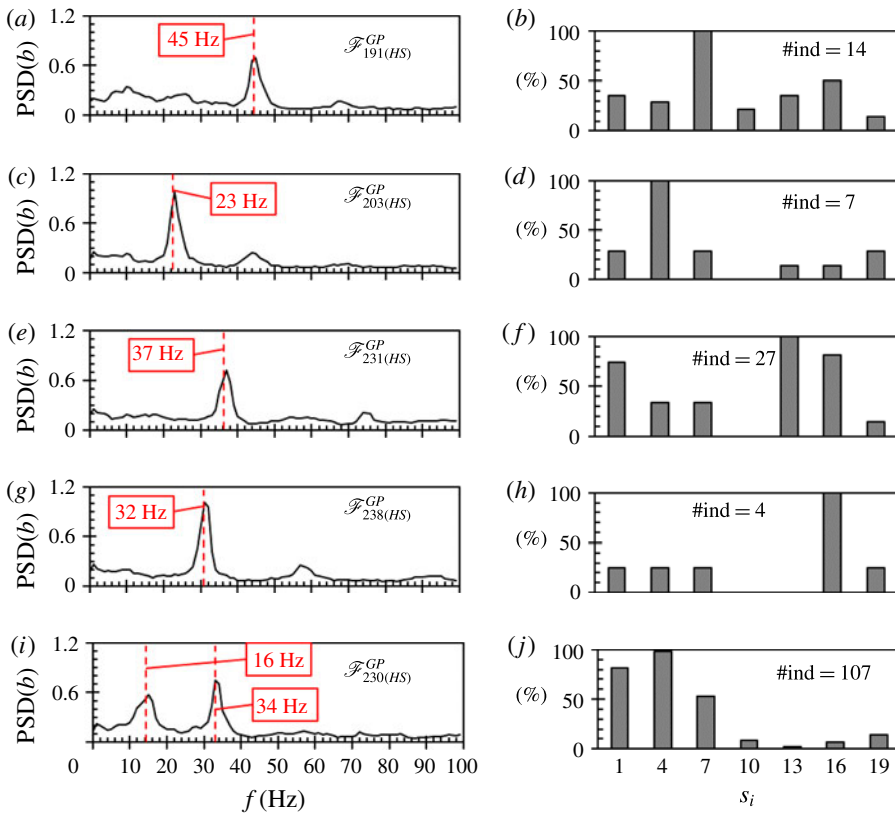 (a) 1.2 0.6 0 PSD(b) 45 Hz ℱ^{GP}_{191(HS)}
(b) 100 50 0 (%) #ind = 14
(c) 1.2 0.6 0 PSD(b) 23 Hz ℱ^{GP}_{203(HS)}
(d) 100 50 0 (%) #ind = 7
(e) 1.2 0.6 0 PSD(b) 37 Hz ℱ^{GP}_{231(HS)}
(f) 100 50 0 (%) #ind = 27
(g) 1.2 0.6 0 PSD(b) 32 Hz ℱ^{GP}_{238(HS)}
(h) 100 50 0 (%) #ind = 4
(i) 1.2 0.6 PSD(b) 16 Hz 34 Hz ℱ^{GP}_{230(HS)}
0 10 20 30 40 50 60 70 80 90 100
f (Hz)
(j) 100 50 0 (%) #ind = 107
1 4 7 10 13 16 19
s_i